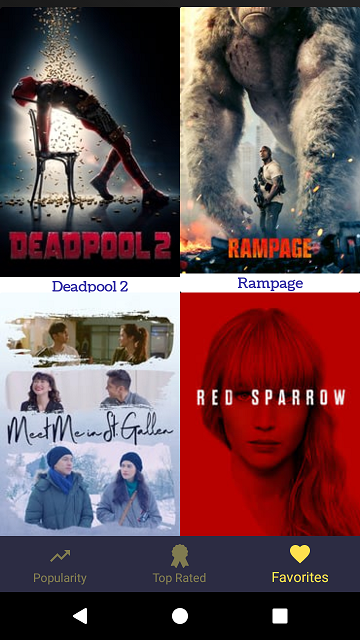 DEADPOOL 2
RAMPAGE
Deadpool 2
Rampage
Meet Me in St. Gallen
RED SPARROW
Popularity
Top Rated
Favorites